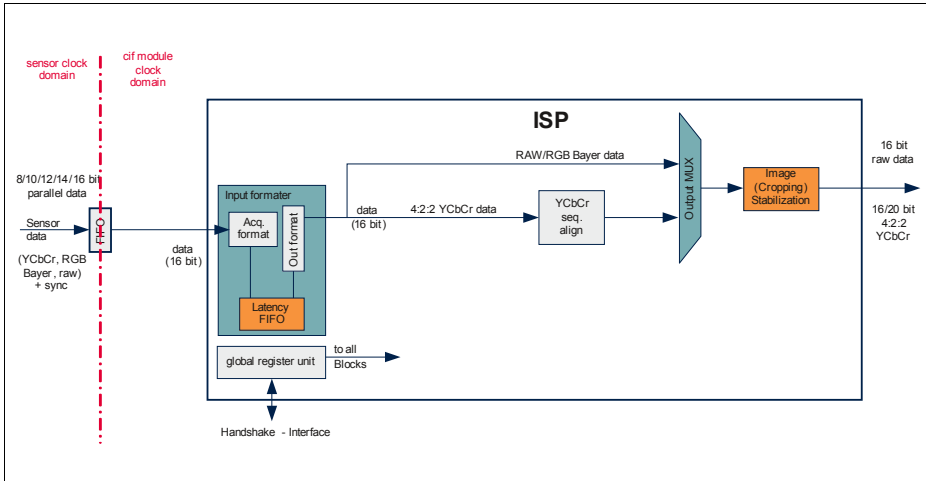 sensor clock
domain
cif module
clock
domain
ISP
8/10/12/14/16 bit
parallel data
Sensor
data
(YCbCr, RGB
Bayer, raw)
+ sync
FIFO
data
(16 bit)
Input formater
Acq.
format
Out format
Latency
FIFO
global register unit
to all
Blocks
Handshake - Interface
RAW/RGB Bayer data
data
(16 bit)
4:2:2 YCbCr data
YCbCr
seq.
align
Output MUX
Image
(Cropping)
Stabilization
16 bit
raw data
16/20 bit
4:2:2
YCbCr